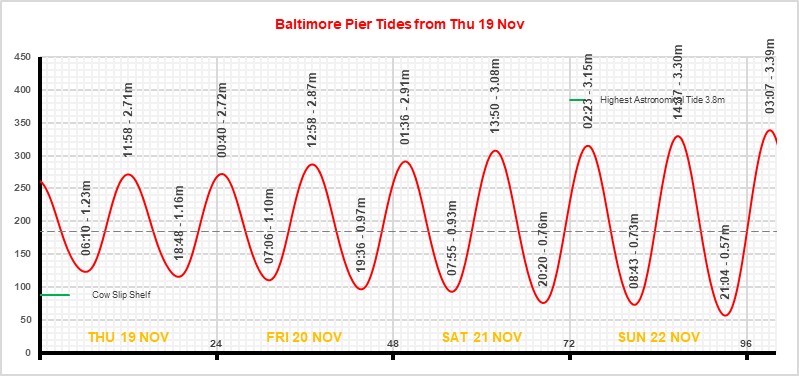 Baltimore Pier Tides from Thu 19 Nov
450
400
350
300
250
200
150
100
50
0
06:10 - 1.23m
11:58 - 2.71m
18:48 - 1.16m
00:40 - 2.72m
07:06 - 1.10m
12:58 - 2.87m
19:36 - 0.97m
01:36 - 2.91m
07:55 - 0.93m
13:50 - 3.08m
20:20 - 0.76m
02:23 - 3.15m
08:43 - 0.73m
14:37 - 3.30m
21:04 - 0.57m
03:07 - 3.39m
Highest Astronomical Tide 3.8m
Cow Slip Shelf
THU 19 NOV
FRI 20 NOV
SAT 21 NOV
SUN 22 NOV
24
48
72
96